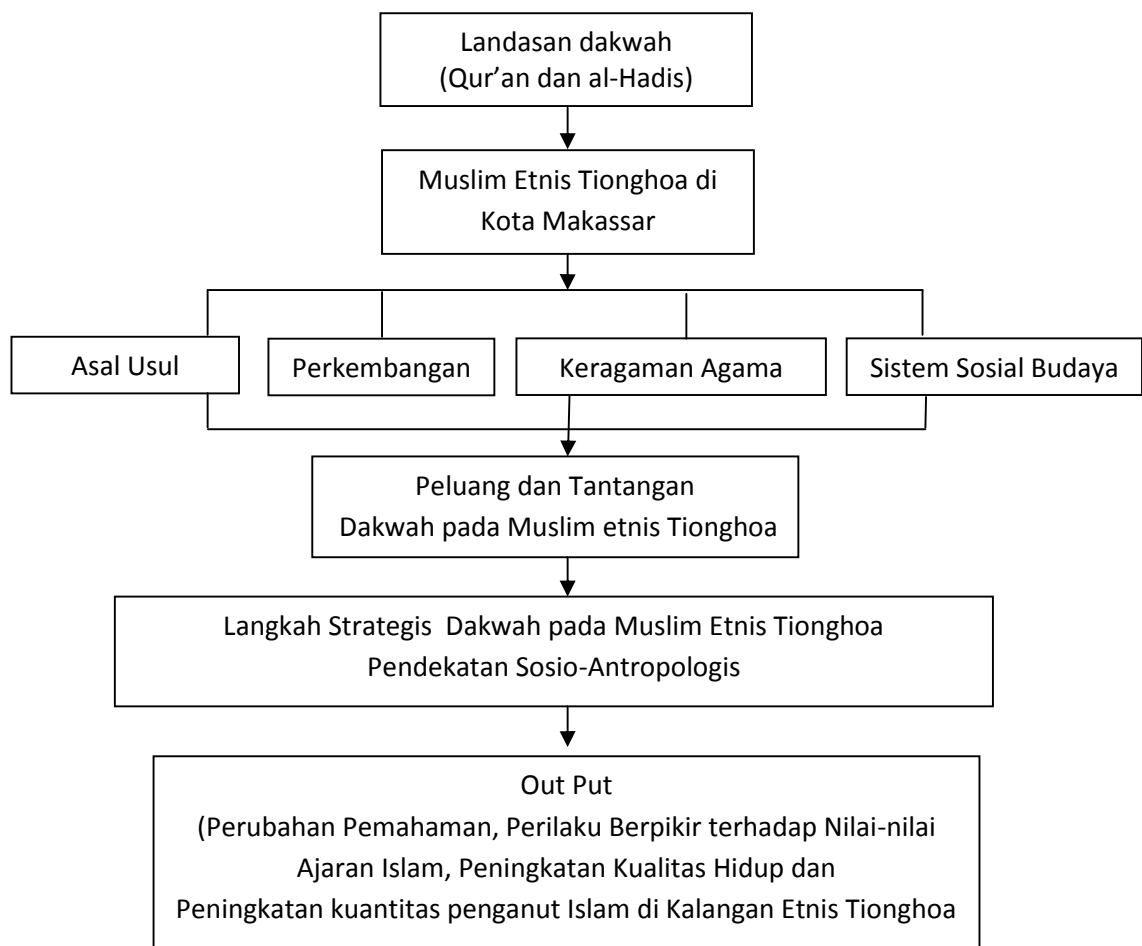 Landasan dakwah
(Qur’an dan al-Hadis)
Muslim Etnis Tionghoa di
Kota Makassar
Asal Usul
Perkembangan
Keragaman Agama
Sistem Sosial Budaya
Peluang dan Tantangan
Dakwah pada Muslim etnis Tionghoa
Langkah Strategis Dakwah pada Muslim Etnis Tionghoa
Pendekatan Sosio-Antropologis
Out Put
(Perubahan Pemahaman, Perilaku Berpikir terhadap Nilai-nilai
Ajaran Islam, Peningkatan Kualitas Hidup dan
Peningkatan kuantitas penganut Islam di Kalangan Etnis Tionghoa